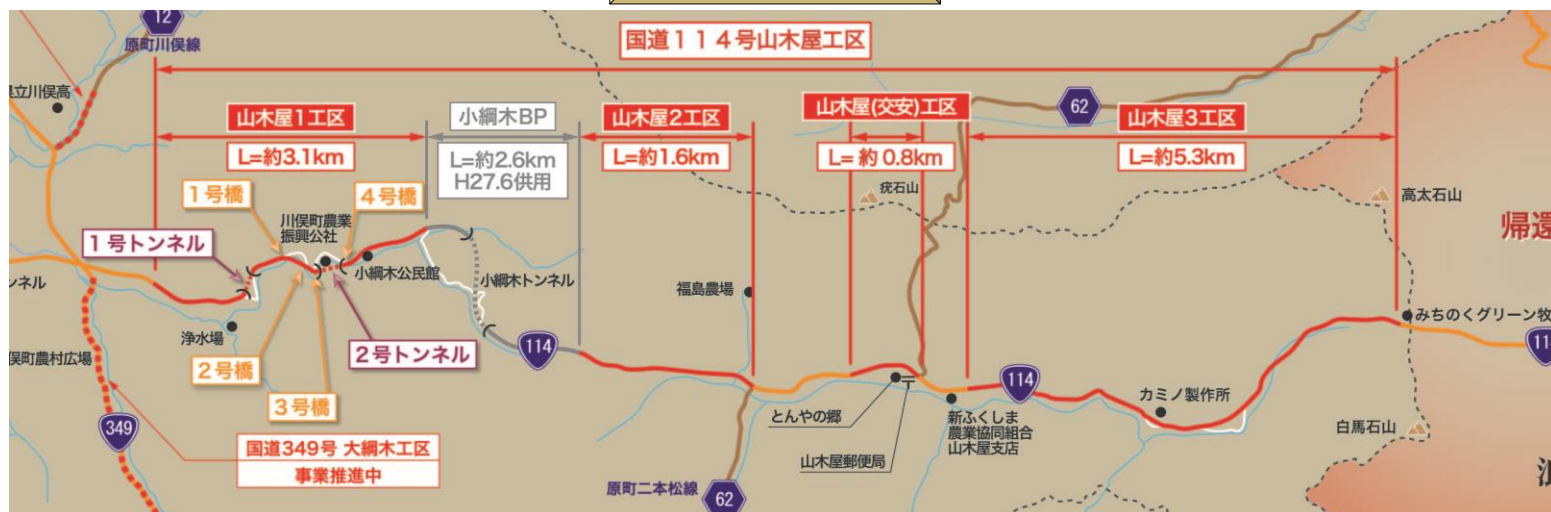 国道114号山木屋工区
12
原町川俣線
県立川俣高
山木屋1工区
L=約3.1km
小綱木BP
L=約2.6km
H27.6供用
山木屋2工区
L=約1.6km
山木屋(交安)工区
L= 約 0.8km
62
山木屋3工区
L=約5.3km
1号橋
川俣町農業
振興公社
4号橋
疣石山
高太石山
帰還
1号トンネル
小綱木公民館
小綱木トンネル
ンネル
福島農場
みちのくグリーン牧
浄水場
2号トンネル
114
11
俣町農村広場
2号橋
3号橋
114
とんやの郷
カミノ製作所
新ふくしま
農業協同組合
山木屋支店
白馬石山
349
国道349号 大綱木工区
事業推進中
山木屋郵便局
〒
原町二本松線
62